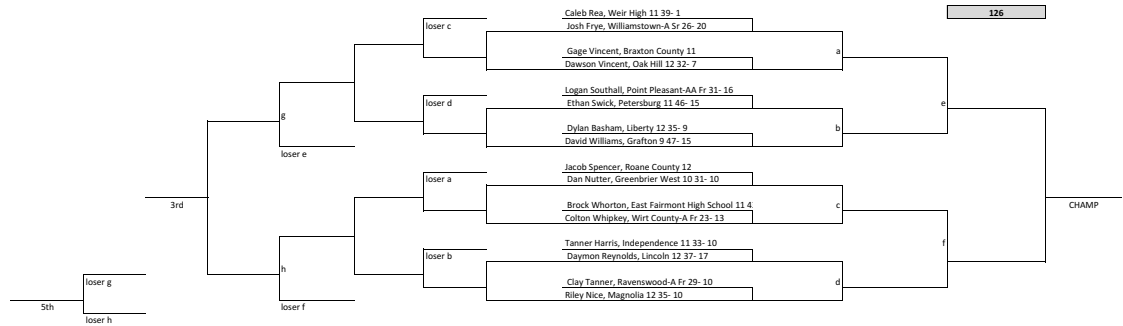 Caleb Rea, Weir High 11 39- 1
126
loser c
Josh Frye, Williamstown-A Sr 26- 20
Gage Vincent, Braxton County 11
a
Dawson Vincent, Oak Hill 12 32- 7
Logan Southall, Point Pleasant-AA Fr 31- 16
loser d
Ethan Swick, Petersburg 11 46- 15
e
g
Dylan Basham, Liberty 12 35- 9
b
David Williams, Grafton 9 47- 15
loser e
Jacob Spencer, Roane County 12
loser a
Dan Nutter, Greenbrier West 10 31- 10
3rd
Brock Whorton, East Fairmont High School 11 4
c
CHAMP
Colton Whipkey, Wirt County-A Fr 23- 13
Tanner Harris, Independence 11 33- 10
f
loser b
Daymon Reynolds, Lincoln 12 37- 17
h
loser g
Clay Tanner, Ravenswood-A Fr 29- 10
d
Riley Nice, Magnolia 12 35- 10
5th
loser f
loser h